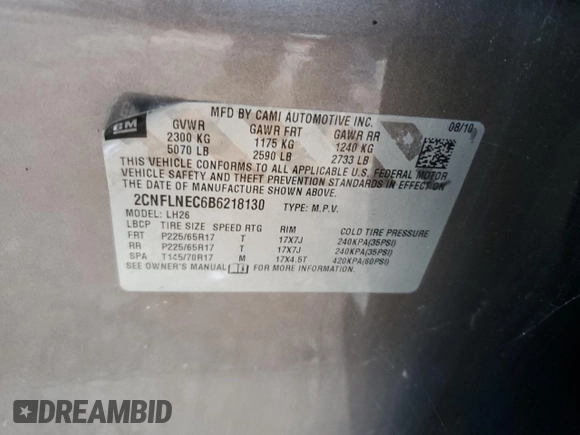 GM
MFD BY CAMI AUTOMOTIVE INC.
08/10
GVWR GAWR FRT GAWR RR
2300 KG 1175 KG 1240 KG
5070 LB 2590 LB 2733 LB
THIS VEHICLE CONFORMS TO ALL APPLICABLE U.S. FEDERAL MOTOR
VEHICLE SAFETY AND THEFT PREVENTION STANDARDS IN EFFECT ON
THE DATE OF MANUFACTURE SHOWN ABOVE.
2CNFLNEC6B6218130 TYPE: M.P.V.
MODEL: LH26
LBCP TIRE SIZE SPEED RTG RIM COLD TIRE PRESSURE
FRT P225/65R17 T 17X7J 240KPA(35PSI)
RR P225/65R17 T 17X7J 240KPA(35PSI)
SPA T145/70R17 M 17X4.5T 420KPA(60PSI)
SEE OWNER'S MANUAL FOR MORE INFORMATION.
DREAMBID